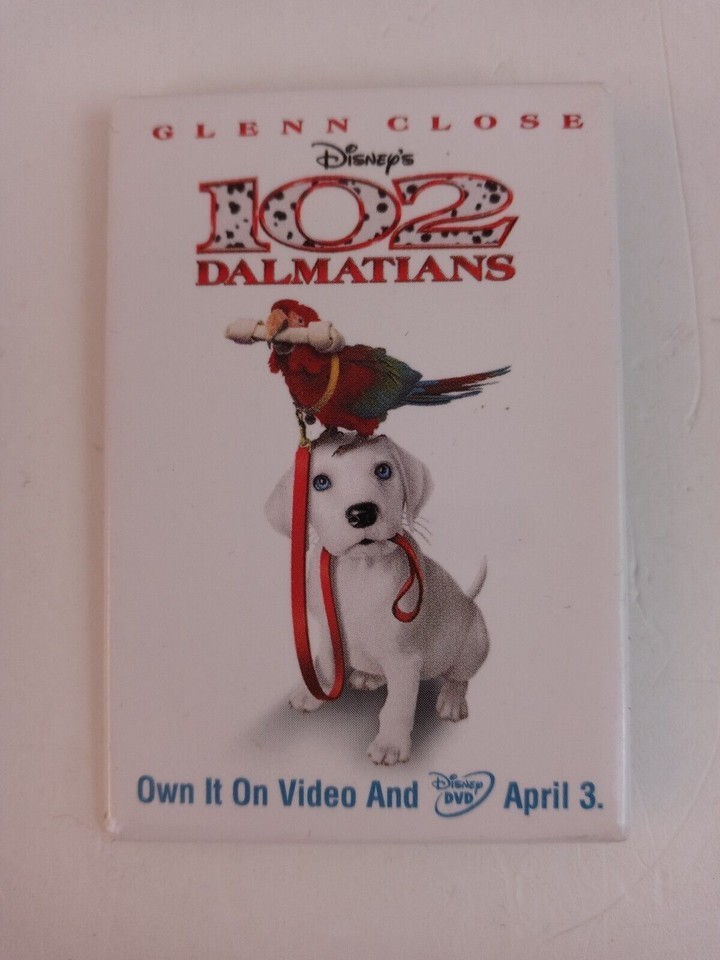 GLENN CLOSE
Disney's
102
DALMATIANS
Own It On Video And Disney DVD April 3.